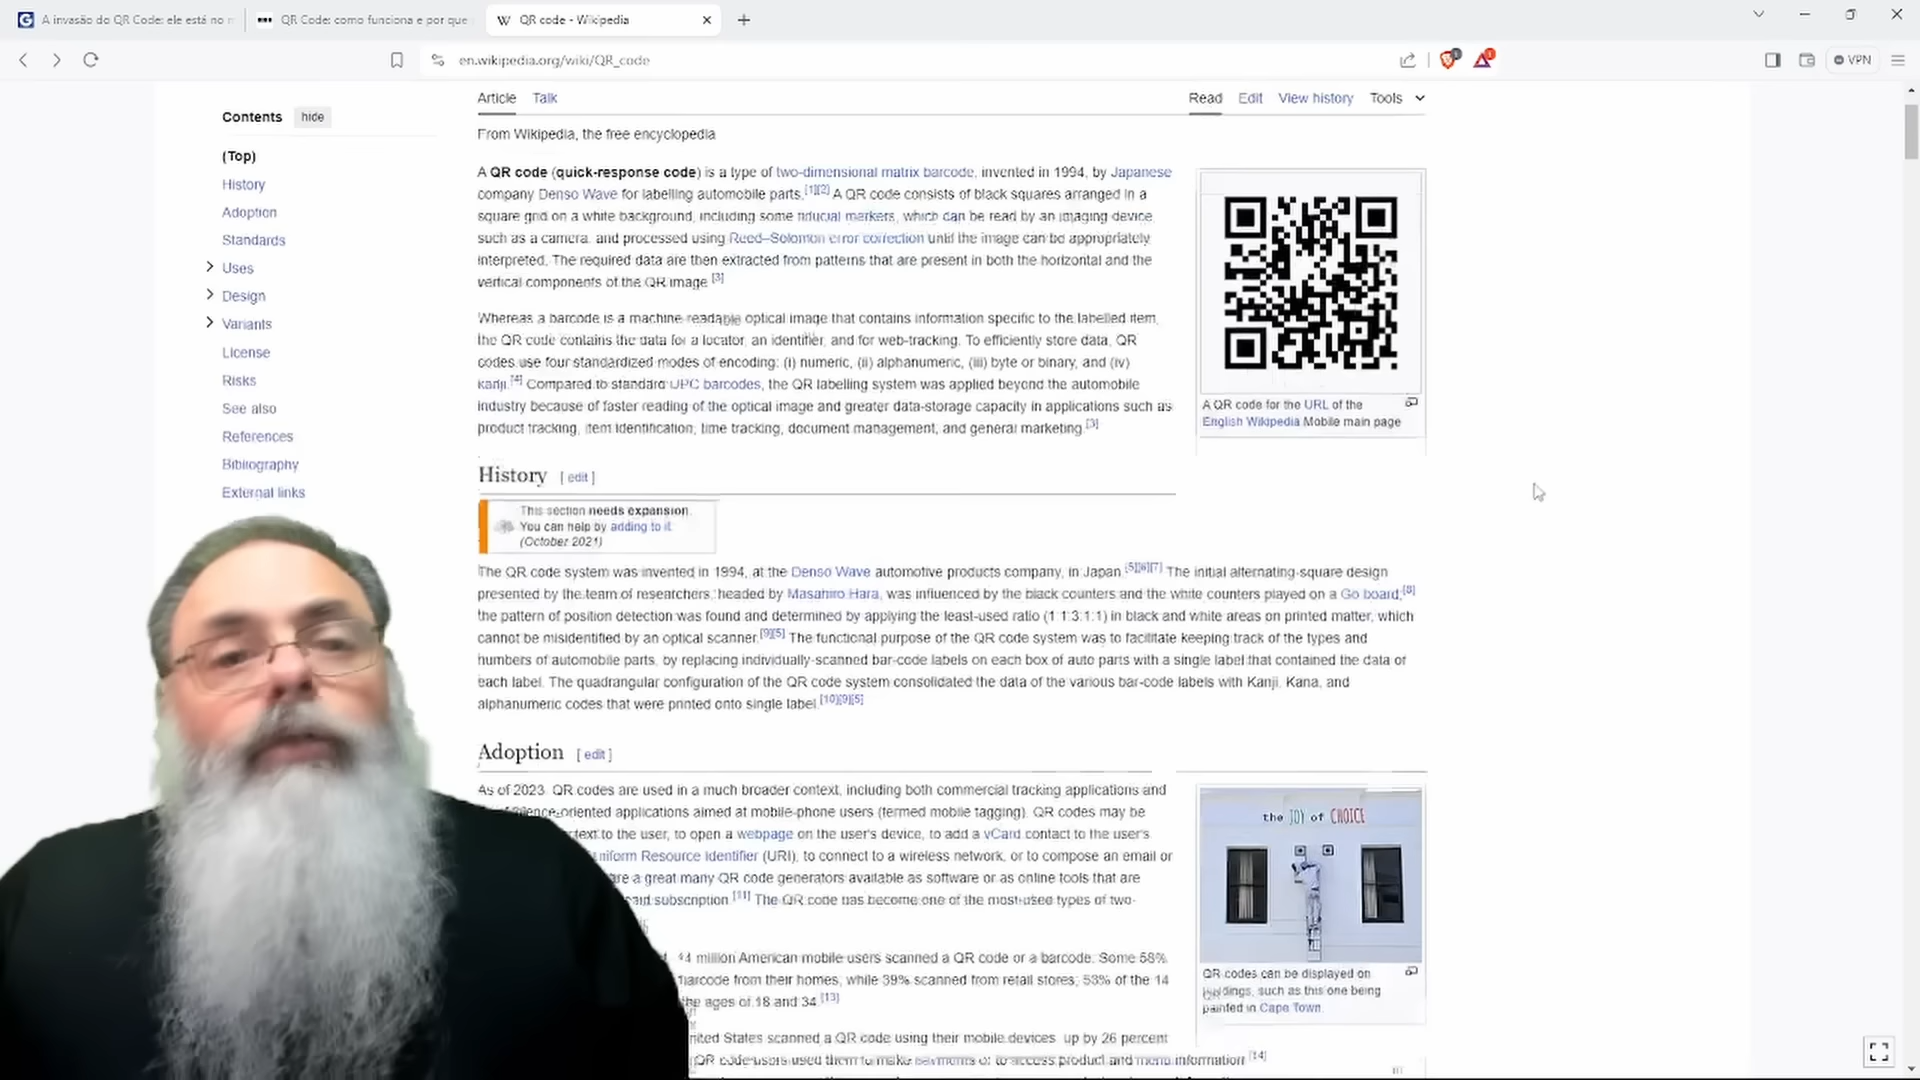 A invasão do QR Code: ele está no m
QR Code: como funciona e por que
QR code - Wikipedia
en.wikipedia.org/wiki/QR_code
VPN
Contents hide
(Top)
History
Adoption
Standards
Uses
Design
Variants
License
Risks
See also
References
Bibliography
External links
Article Talk
Read Edit View history Tools
From Wikipedia, the free encyclopedia
A QR code (quick-response code) is a type of two-dimensional matrix barcode, invented in 1994, by Japanese
company Denso Wave for labelling automobile parts.[1][2] A QR code consists of black squares arranged in a
square grid on a white background, including some fiducial markers, which can be read by an imaging device,
such as a camera, and processed using Reed–Solomon error correction until the image can be appropriately
interpreted. The required data are then extracted from patterns that are present in both the horizontal and the
vertical components of the QR image.[3]
Whereas a barcode is a machine-readable optical image that contains information specific to the labelled item,
the QR code contains the data for a locator, an identifier, and for web-tracking. To efficiently store data, QR
codes use four standardized modes of encoding: (i) numeric, (ii) alphanumeric, (iii) byte or binary, and (iv)
kanji.[4] Compared to standard UPC barcodes, the QR labelling system was applied beyond the automobile
industry because of faster reading of the optical image and greater data-storage capacity in applications such as
product tracking, item identification, time tracking, document management, and general marketing.[3]
A QR code for the URL of the
English Wikipedia Mobile main page
History [ edit ]
This section needs expansion.
You can help by adding to it.
(October 2021)
The QR code system was invented in 1994, at the Denso Wave automotive products company, in Japan.[5][6][7] The initial alternating-square design
presented by the team of researchers, headed by Masahiro Hara, was influenced by the black counters and the white counters played on a Go board;[8]
the pattern of position detection was found and determined by applying the least-used ratio (1:1:3:1:1) in black and white areas on printed matter, which
cannot be misidentified by an optical scanner.[9][5] The functional purpose of the QR code system was to facilitate keeping track of the types and
numbers of automobile parts, by replacing individually-scanned bar-code labels on each box of auto parts with a single label that contained the data of
each label. The quadrangular configuration of the QR code system consolidated the data of the various bar-code labels with Kanji, Kana, and
alphanumeric codes that were printed onto single label.[10][9][5]
Adoption [ edit ]
As of 2023, QR codes are used in a much broader context, including both commercial tracking applications and
-oriented applications aimed at mobile-phone users (termed mobile tagging). QR codes may be
text to the user, to open a webpage on the user's device, to add a vCard contact to the user's
Uniform Resource Identifier (URI), to connect to a wireless network, or to compose an email or
are a great many QR code generators available as software or as online tools that are
subscription.[11] The QR code has become one of the most-used types of two-
14 million American mobile users scanned a QR code or a barcode. Some 58%
barcode from their homes, while 39% scanned from retail stores; 53% of the 14
the ages of 18 and 34.[13]
United States scanned a QR code using their mobile devices, up by 26 percent
QR code users used them to make payments or to access product and menu information.[14]
the JOY of CHOICE
QR codes can be displayed on
buildings, such as this one being
painted in Cape Town.